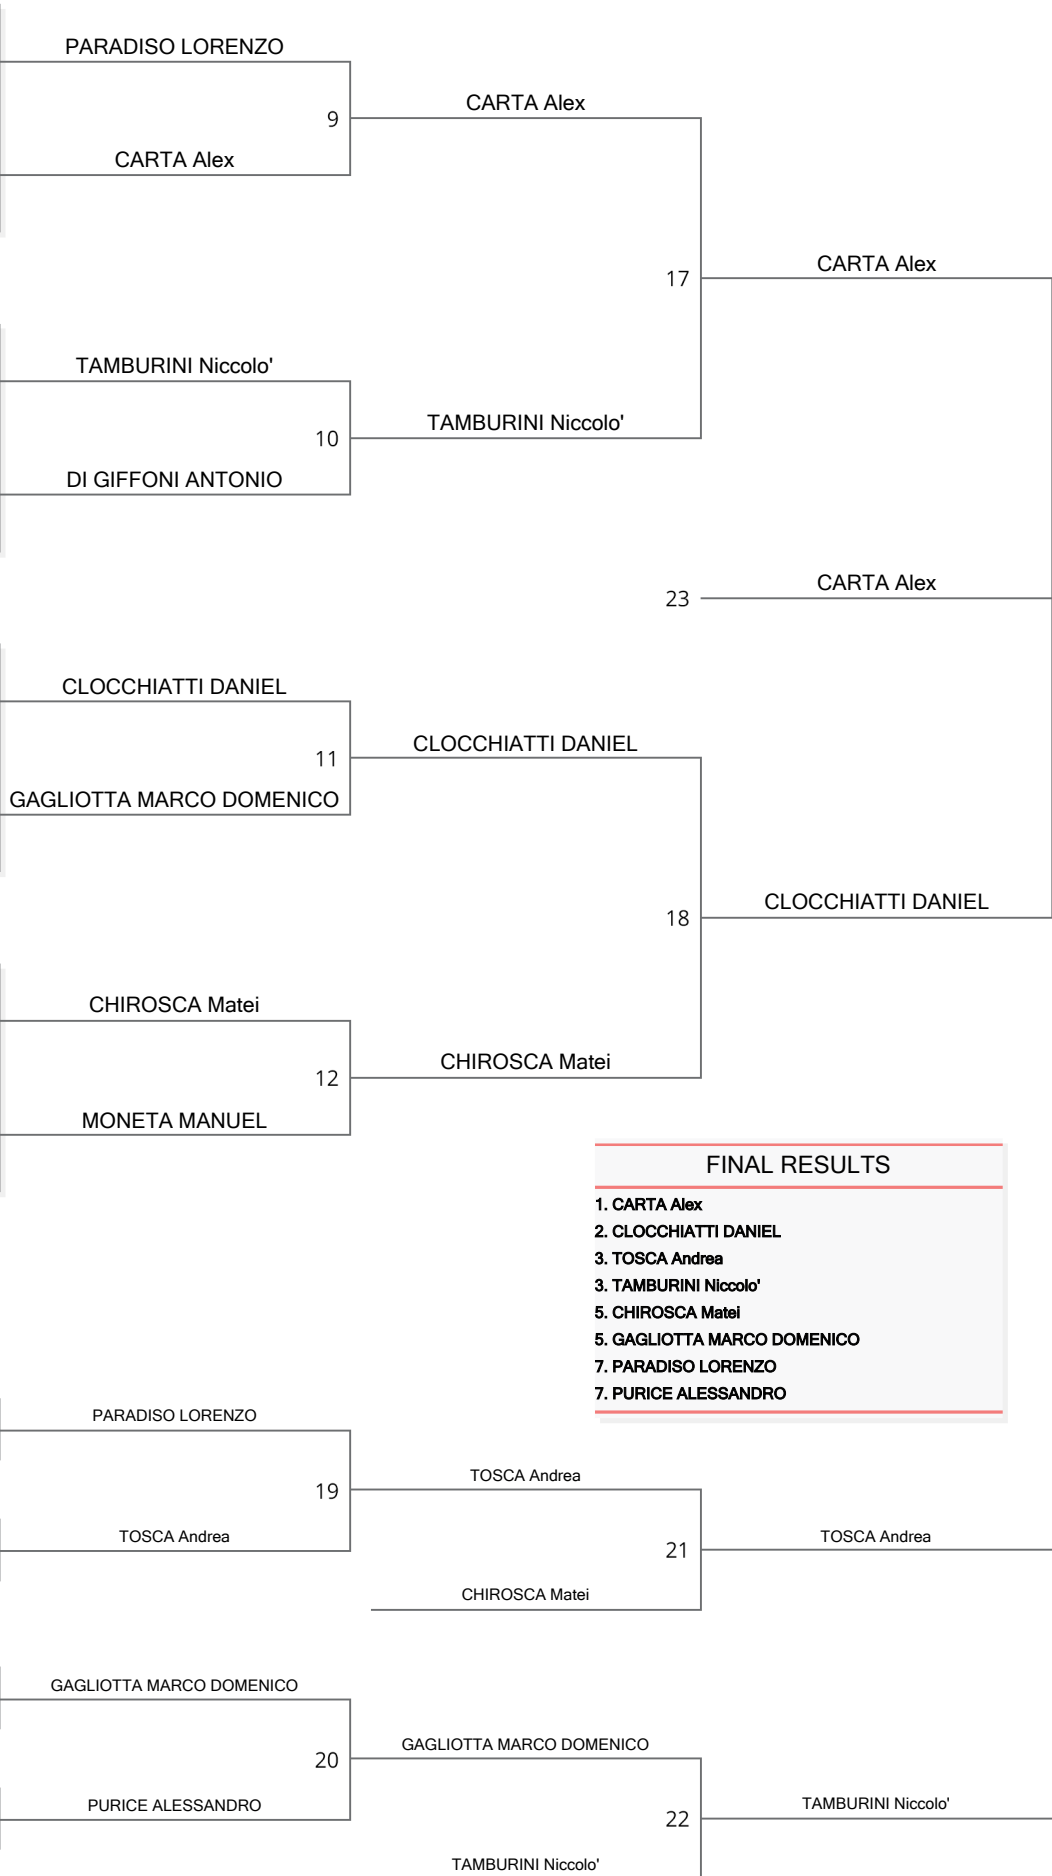 PARADISO LORENZO
CARTA Alex
9
CARTA Alex
CARTA Alex
17
TAMBURINI Niccolo'
TAMBURINI Niccolo'
10
DI GIFFONI ANTONIO
CARTA Alex
23
CLOCCHIATTI DANIEL
CLOCCHIATTI DANIEL
11
GAGLIOTTA MARCO DOMENICO
CLOCCHIATTI DANIEL
18
CHIROSCA Matei
CHIROSCA Matei
12
MONETA MANUEL
FINAL RESULTS
1. CARTA Alex
2. CLOCCHIATTI DANIEL
3. TOSCA Andrea
3. TAMBURINI Niccolo'
5. CHIROSCA Matei
5. GAGLIOTTA MARCO DOMENICO
7. PARADISO LORENZO
7. PURICE ALESSANDRO
PARADISO LORENZO
TOSCA Andrea
19
TOSCA Andrea
TOSCA Andrea
21
CHIROSCA Matei
GAGLIOTTA MARCO DOMENICO
GAGLIOTTA MARCO DOMENICO
20
PURICE ALESSANDRO
TAMBURINI Niccolo'
22
TAMBURINI Niccolo'